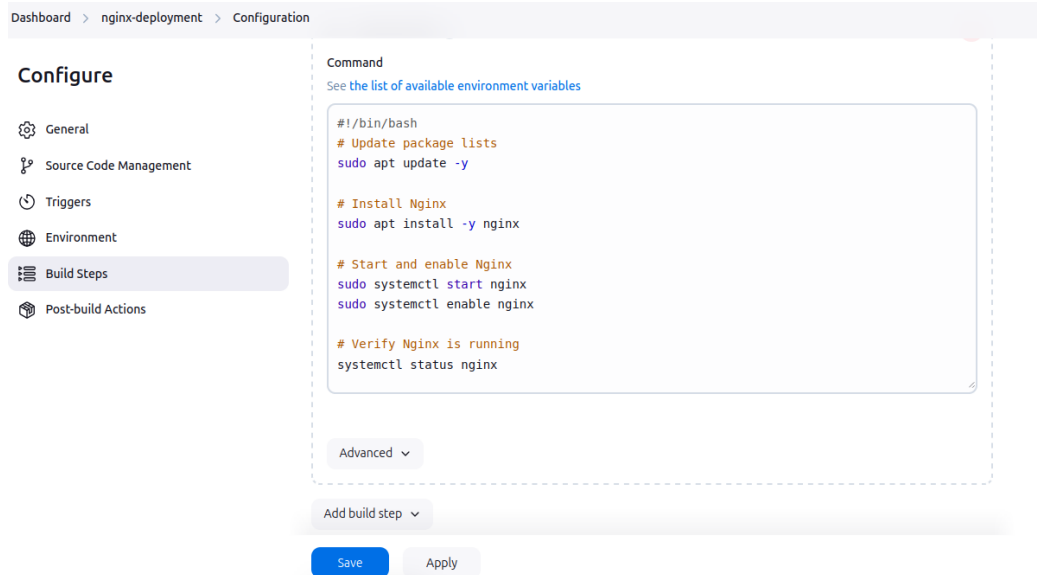 Dashboard > nginx-deployment > Configuration
Configure
General
Source Code Management
Triggers
Environment
Build Steps
Post-build Actions
Command
See the list of available environment variables
#!/bin/bash
# Update package lists
sudo apt update -y
# Install Nginx
sudo apt install -y nginx
# Start and enable Nginx
sudo systemctl start nginx
sudo systemctl enable nginx
# Verify Nginx is running
systemctl status nginx
Advanced
Add build step
Save
Apply